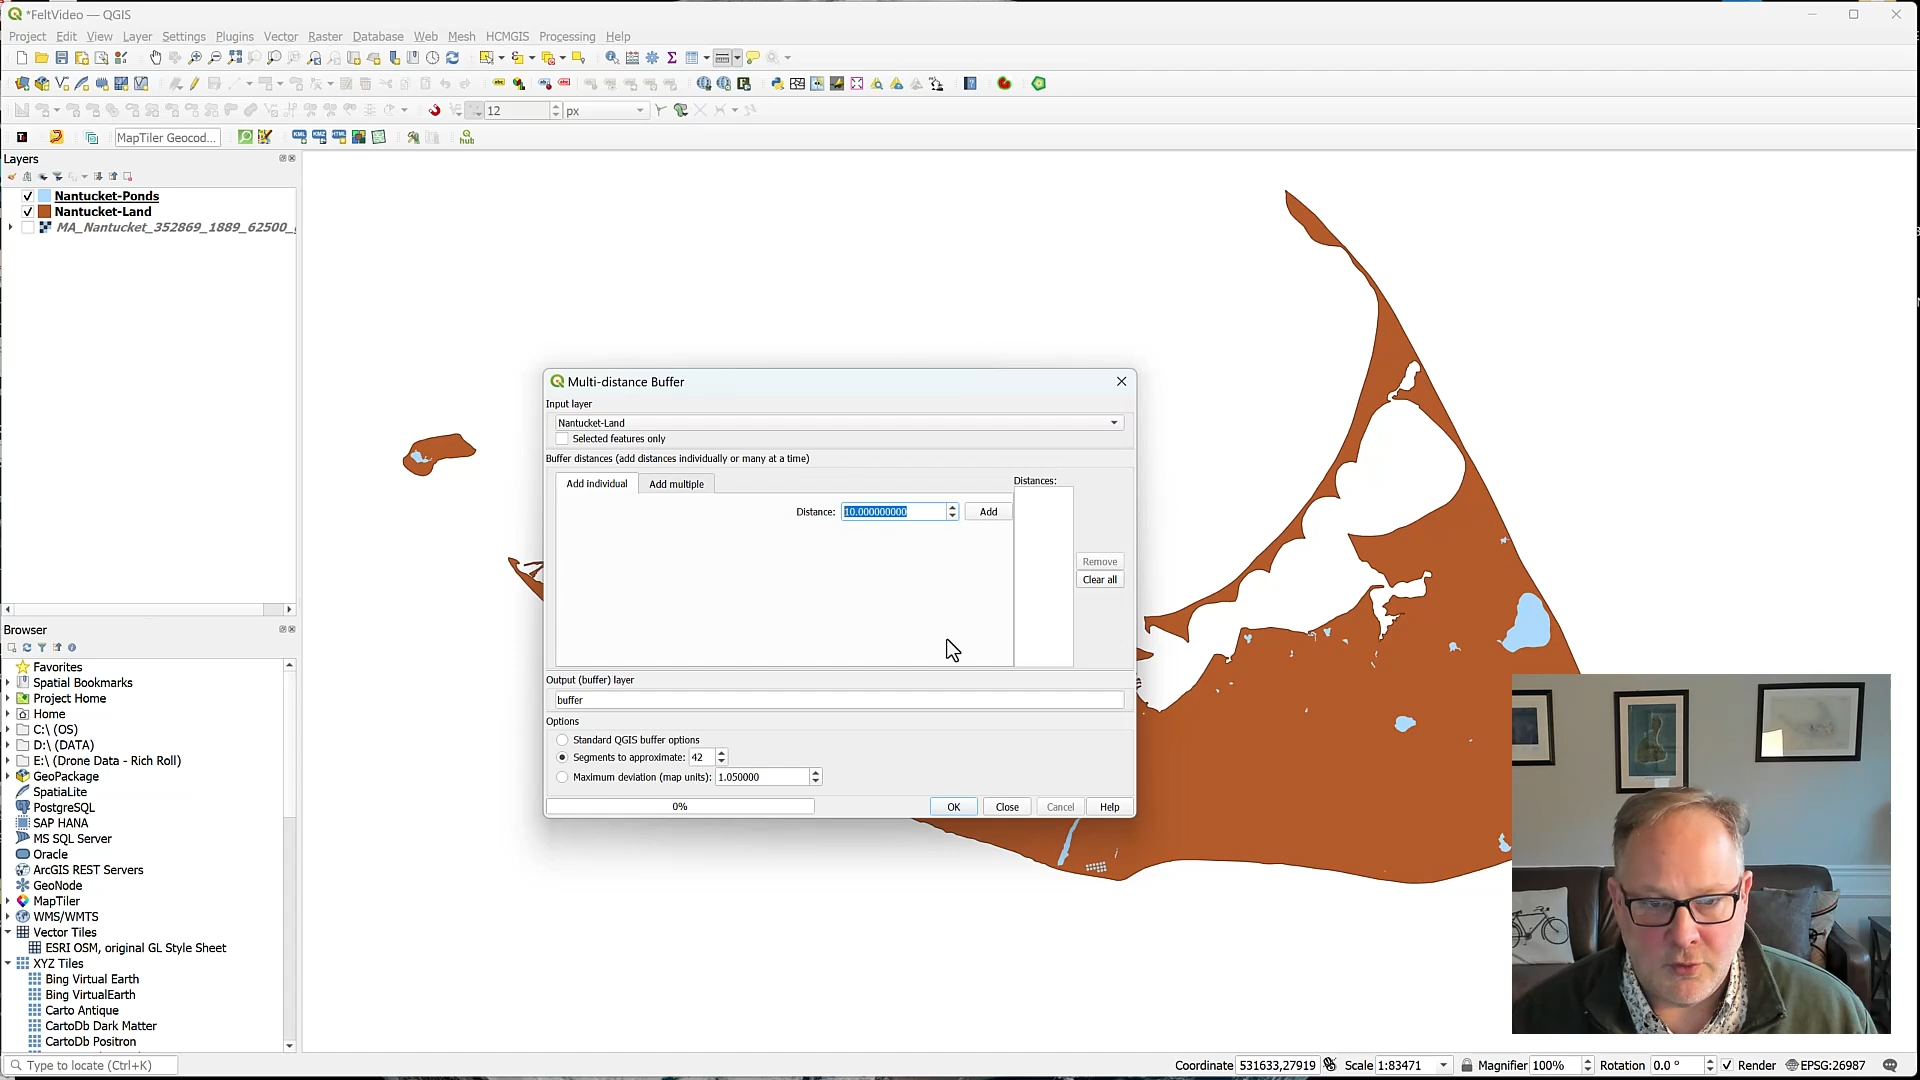 *FeltVideo — QGIS
Project Edit View Layer Settings Plugins Vector Raster Database Web Mesh HCMGIS Processing Help
12 px
MapTiler Geocod...
hub
Layers
Nantucket-Ponds
Nantucket-Land
MA_Nantucket_352869_1889_62500_
Browser
Favorites
Spatial Bookmarks
Project Home
Home
C:\ (OS)
D:\ (DATA)
E:\ (Drone Data - Rich Roll)
GeoPackage
SpatiaLite
PostgreSQL
SAP HANA
MS SQL Server
Oracle
ArcGIS REST Servers
GeoNode
MapTiler
WMS/WMTS
Vector Tiles
ESRI OSM, original GL Style Sheet
XYZ Tiles
Bing Virtual Earth
Bing VirtualEarth
Carto Antique
CartoDb Dark Matter
CartoDb Positron
Multi-distance Buffer
Input layer
Nantucket-Land
Selected features only
Buffer distances (add distances individually or many at a time)
Add individual Add multiple
Distances:
Distance: 10.000000000 Add
Remove
Clear all
Output (buffer) layer
buffer
Options
Standard QGIS buffer options
Segments to approximate: 42
Maximum deviation (map units): 1.050000
0% OK Close Cancel Help
Type to locate (Ctrl+K) Coordinate 531633,27919 Scale 1:83471 Magnifier 100% Rotation 0.0 ° Render EPSG:26987